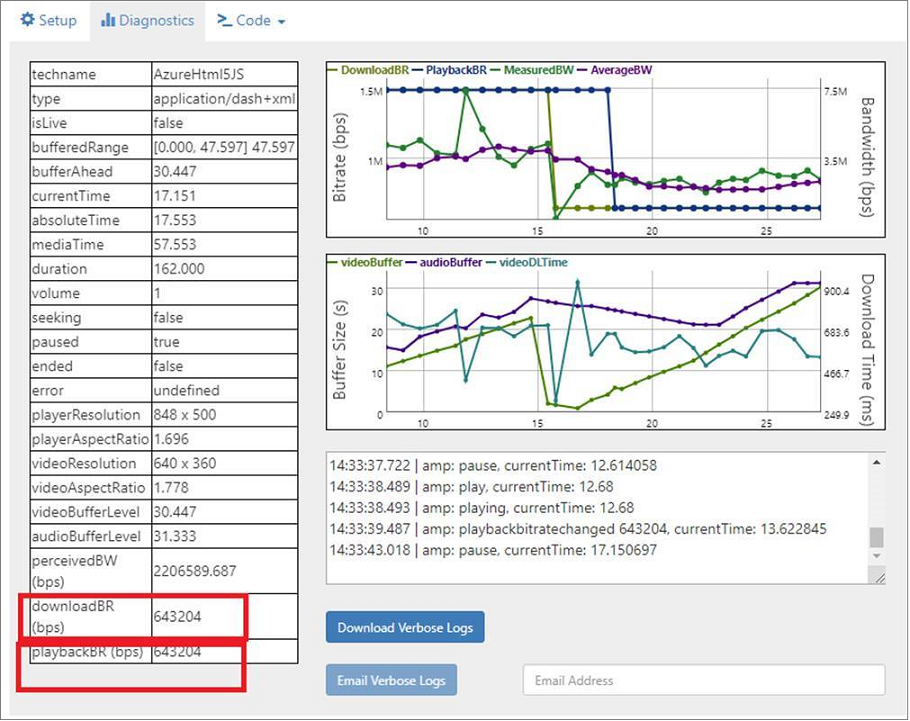 Setup Diagnostics Code
techname AzureHtml5JS
type application/dash+xml
isLive false
bufferedRange [0.000, 47.597] 47.597
bufferAhead 30.447
currentTime 17.151
absoluteTime 17.553
mediaTime 57.553
duration 162.000
volume 1
seeking false
paused true
ended false
error undefined
playerResolution 848 x 500
playerAspectRatio 1.696
videoResolution 640 x 360
videoAspectRatio 1.778
videoBufferLevel 30.447
audioBufferLevel 31.333
perceivedBW
(bps) 2206589.687
downloadBR
(bps) 643204
playbackBR (bps) 643204
DownloadBR PlaybackBR MeasuredBW AverageBW
Bitrate (bps)
1.5M
1M
7.5M
3.5M
Bandwidth (bps)
10 15 20 25
videoBuffer audioBuffer videoDLTime
Buffer Size (s)
30
20
10
0
900.4
683.6
466.7
249.9
Download Time (ms)
10 15 20 25
14:33:37.722 | amp: pause, currentTime: 12.614058
14:33:38.489 | amp: play, currentTime: 12.68
14:33:38.493 | amp: playing, currentTime: 12.68
14:33:39.487 | amp: playbackbitratechanged 643204, currentTime: 13.622845
14:33:43.018 | amp: pause, currentTime: 17.150697
Download Verbose Logs
Email Verbose Logs Email Address